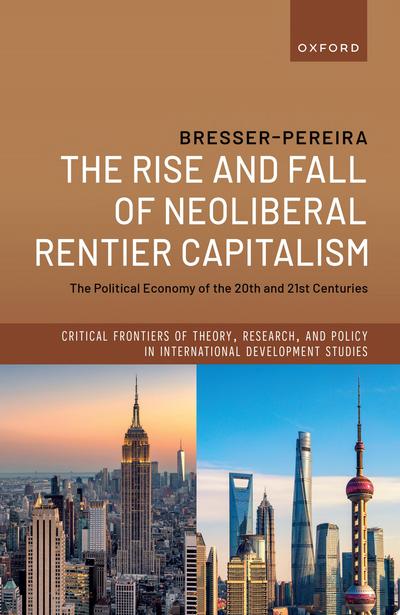 OXFORD
BRESSER–PEREIRA
THE RISE AND FALL
OF NEOLIBERAL
RENTIER CAPITALISM
The Political Economy of the 20th and 21st Centuries
CRITICAL FRONTIERS OF THEORY, RESEARCH, AND POLICY
IN INTERNATIONAL DEVELOPMENT STUDIES